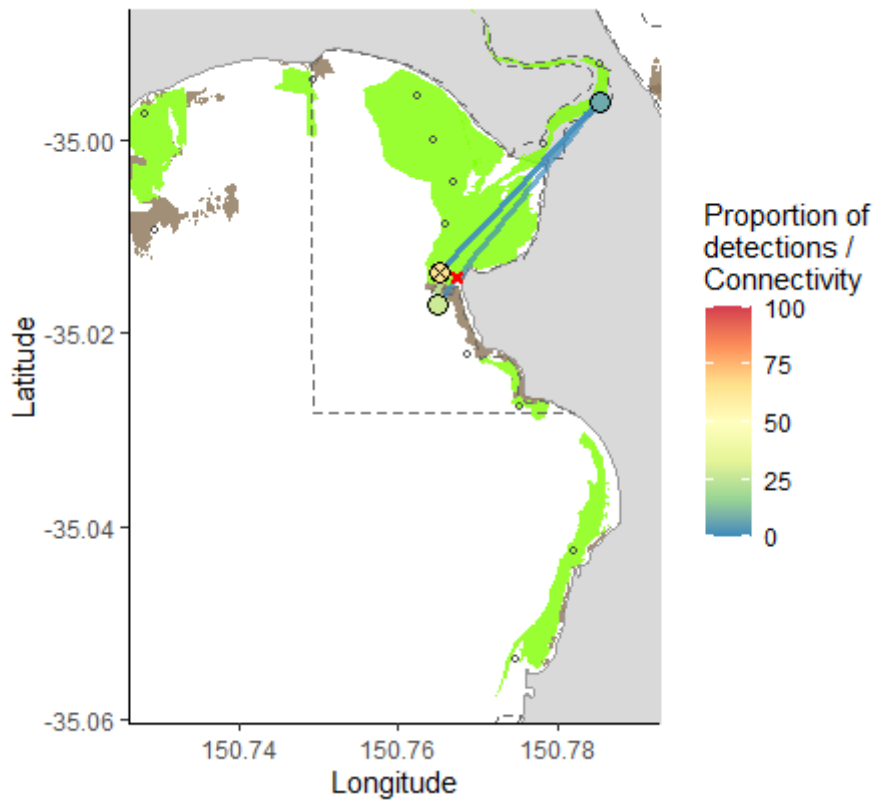 -35.00
-35.02
-35.04
-35.06
Latitude
150.74
150.76
150.78
Longitude
Proportion of
detections /
Connectivity
100
75
50
25
0